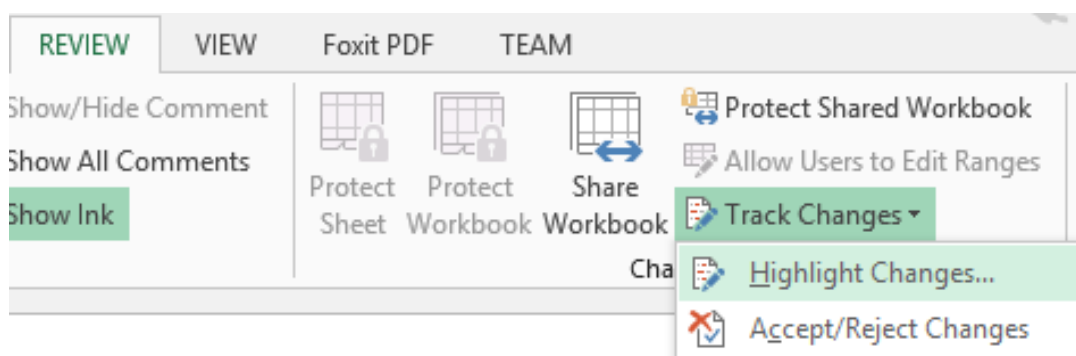 REVIEW VIEW Foxit PDF TEAM
Show/Hide Comment
Show All Comments
Show Ink
Protect
Sheet
Protect
Workbook
Share
Workbook
Protect Shared Workbook
Allow Users to Edit Ranges
Track Changes
Cha
Highlight Changes...
Accept/Reject Changes